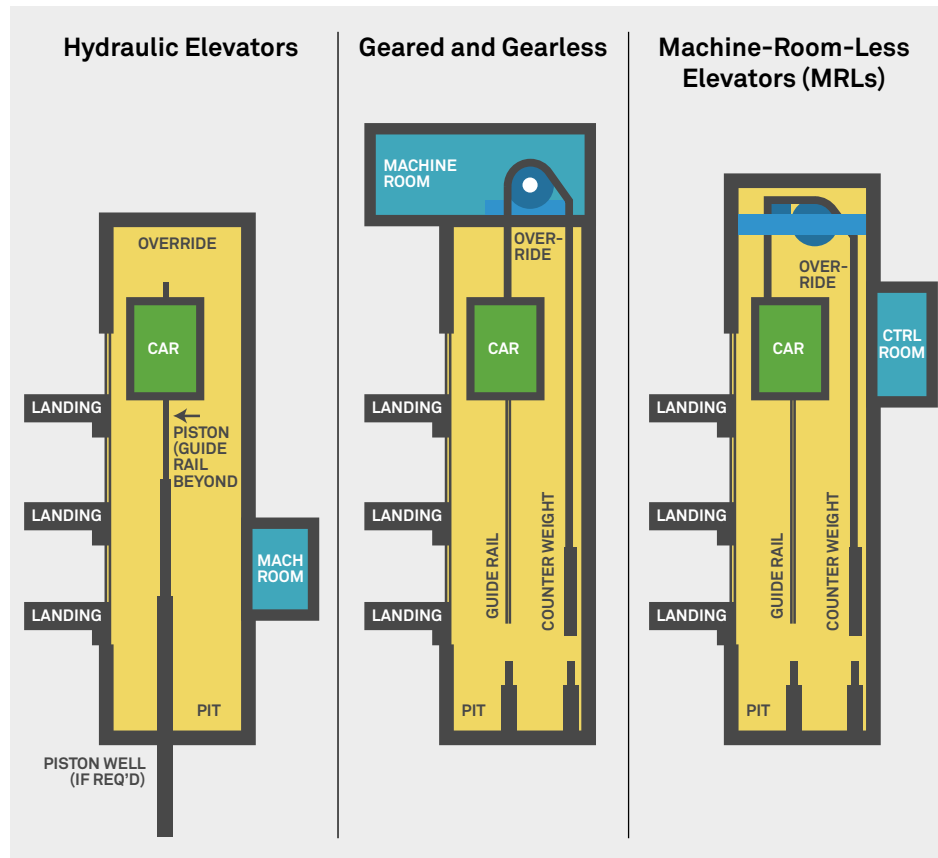 Hydraulic Elevators
OVERRIDE
CAR
LANDING
PISTON
(GUIDE
RAIL
BEYOND
LANDING
MACH
ROOM
LANDING
PIT
PISTON WELL
(IF REQ'D)
Geared and Gearless
MACHINE
ROOM
OVER-
RIDE
CAR
LANDING
LANDING
GUIDE RAIL
COUNTER WEIGHT
LANDING
PIT
Machine-Room-Less
Elevators (MRLs)
OVER-
RIDE
CAR
CTRL
ROOM
LANDING
LANDING
GUIDE RAIL
COUNTER WEIGHT
LANDING
PIT